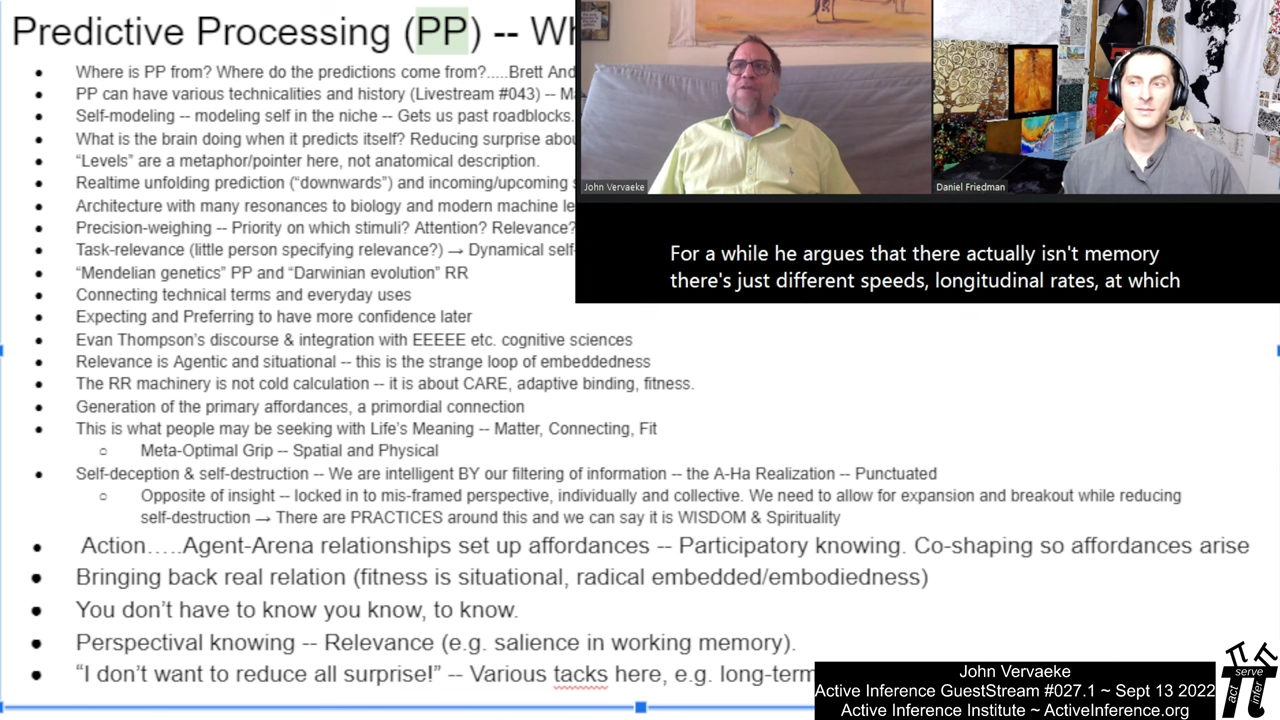 Predictive Processing (PP) -- Wh
Where is PP from? Where do the predictions come from?.....Brett And
PP can have various technicalities and history (Livestream #043) -- M
Self-modeling -- modeling self in the niche -- Gets us past roadblocks.
What is the brain doing when it predicts itself? Reducing surprise abou
“Levels” are a metaphor/pointer here, not anatomical description.
Realtime unfolding prediction (“downwards”) and incoming/upcoming s
Architecture with many resonances to biology and modern machine le
Precision-weighing -- Priority on which stimuli? Attention? Relevance?
Task-relevance (little person specifying relevance?) → Dynamical self-
“Mendelian genetics” PP and “Darwinian evolution” RR
Connecting technical terms and everyday uses
Expecting and Preferring to have more confidence later
Evan Thompson’s discourse & integration with EEEEE etc. cognitive sciences
Relevance is Agentic and situational -- this is the strange loop of embeddedness
The RR machinery is not cold calculation -- it is about CARE, adaptive binding, fitness.
Generation of the primary affordances, a primordial connection
This is what people may be seeking with Life’s Meaning -- Matter, Connecting, Fit
Meta-Optimal Grip -- Spatial and Physical
Self-deception & self-destruction -- We are intelligent BY our filtering of information -- the A-Ha Realization -- Punctuated
Opposite of insight -- locked in to mis-framed perspective, individually and collective. We need to allow for expansion and breakout while reducing
self-destruction → There are PRACTICES around this and we can say it is WISDOM & Spirituality
Action…..Agent-Arena relationships set up affordances -- Participatory knowing. Co-shaping so affordances arise
Bringing back real relation (fitness is situational, radical embedded/embodiedness)
You don’t have to know you know, to know.
Perspectival knowing -- Relevance (e.g. salience in working memory).
“I don’t want to reduce all surprise!” -- Various tacks here, e.g. long-term
John Vervaeke
Daniel Friedman
For a while he argues that there actually isn't memory
there's just different speeds, longitudinal rates, at which
John Vervaeke
Active Inference GuestStream #027.1 ~ Sept 13 2022
Active Inference Institute ~ ActiveInference.org
act
serve
infer